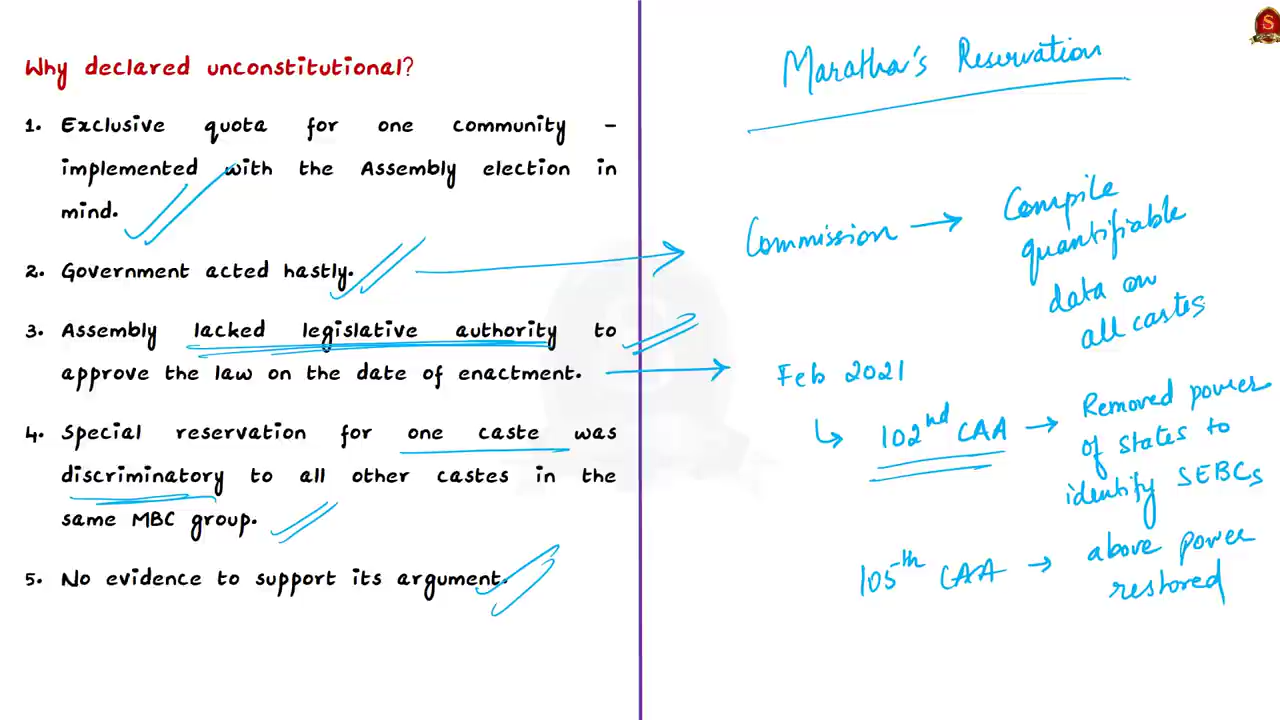 Why declared unconstitutional?
1. Exclusive quota for one community –
implemented with the Assembly election in
mind.
2. Government acted hastly.
3. Assembly lacked legislative authority to
approve the law on the date of enactment.
4. Special reservation for one caste was
discriminatory to all other castes in the
same MBC group.
5. No evidence to support its argument.
Maratha's Reservation
Commission → Compile
quantifiable
data on
all castes
Feb 2021
↳ 102nd CAA → Removed power
of States to
identify SEBCs
105th CAA → above power
restored
S